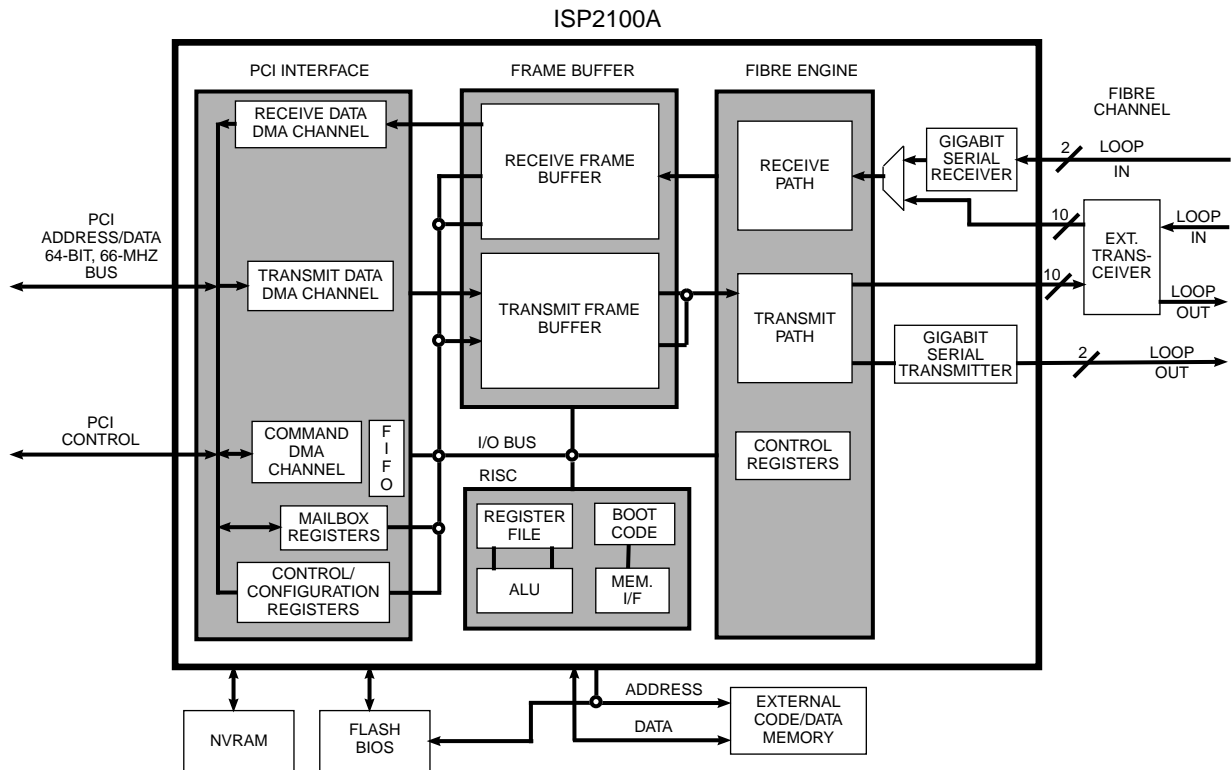 ISP2100A
PCI INTERFACE
FRAME BUFFER
FIBRE ENGINE
FIBRE
CHANNEL
RECEIVE DATA
DMA CHANNEL
RECEIVE FRAME
BUFFER
RECEIVE
PATH
GIGABIT
SERIAL
RECEIVER
2
LOOP
IN
10
LOOP
IN
EXT.
TRANS-
CEIVER
LOOP
OUT
10
PCI
ADDRESS/DATA
64-BIT, 66-MHZ
BUS
TRANSMIT DATA
DMA CHANNEL
TRANSMIT FRAME
BUFFER
TRANSMIT
PATH
GIGABIT
SERIAL
TRANSMITTER
2
LOOP
OUT
PCI
CONTROL
COMMAND
DMA
CHANNEL
F
I
F
O
I/O BUS
CONTROL
REGISTERS
RISC
MAILBOX
REGISTERS
REGISTER
FILE
BOOT
CODE
CONTROL/
CONFIGURATION
REGISTERS
ALU
MEM.
I/F
NVRAM
FLASH
BIOS
ADDRESS
DATA
EXTERNAL
CODE/DATA
MEMORY